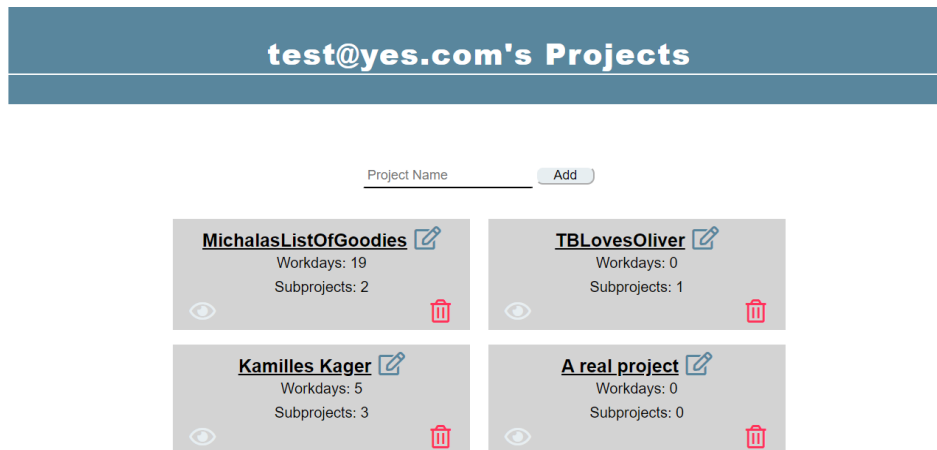 test@yes.com's Projects
Project Name Add
MichalasListOfGoodies
Workdays: 19
Subprojects: 2
TBLovesOliver
Workdays: 0
Subprojects: 1
Kamilles Kager
Workdays: 5
Subprojects: 3
A real project
Workdays: 0
Subprojects: 0